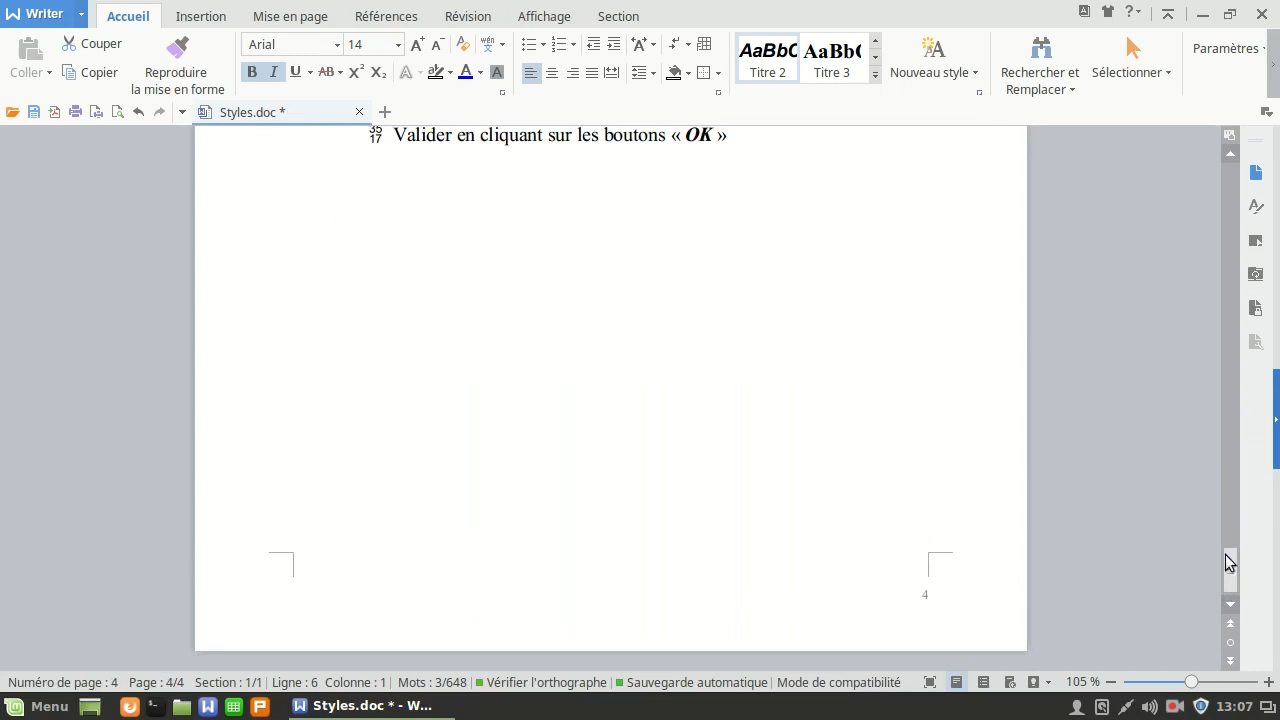 Writer
Accueil Insertion Mise en page Références Révision Affichage Section
Coller Couper Copier Reproduire la mise en forme
Arial 14
AaBbC AaBb(
Titre 2 Titre 3
Nouveau style
Rechercher et Remplacer
Sélectionner
Paramètres
Styles.doc *
17 Valider en cliquant sur les boutons « OK »
4
Numéro de page : 4 Page : 4/4 Section : 1/1 Ligne : 6 Colonne : 1 Mots : 3/648 Vérifier l'orthographe Sauvegarde automatique Mode de compatibilité 105 %
Menu Styles.doc * - W... 13:07